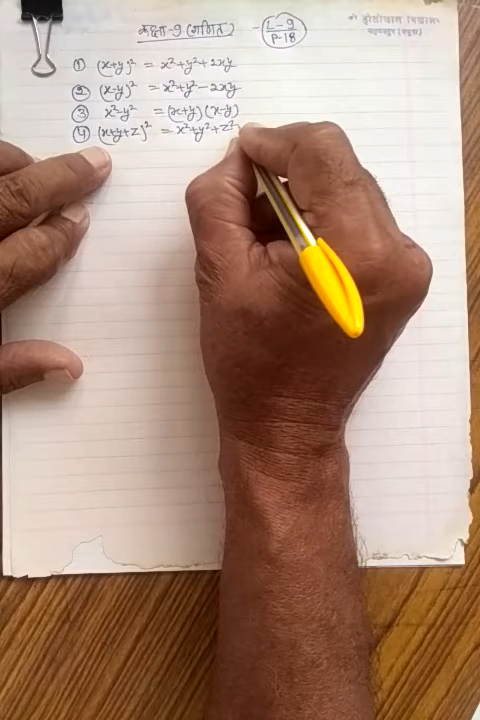 कक्षा-9 (गणित)
L-9
P-18
① (x+y)² = x²+y²+2xy
② (x-y)² = x²+y²-2xy
③ x²-y² = (x+y)(x-y)
④ (x+y+z)² = x²+y²+z²